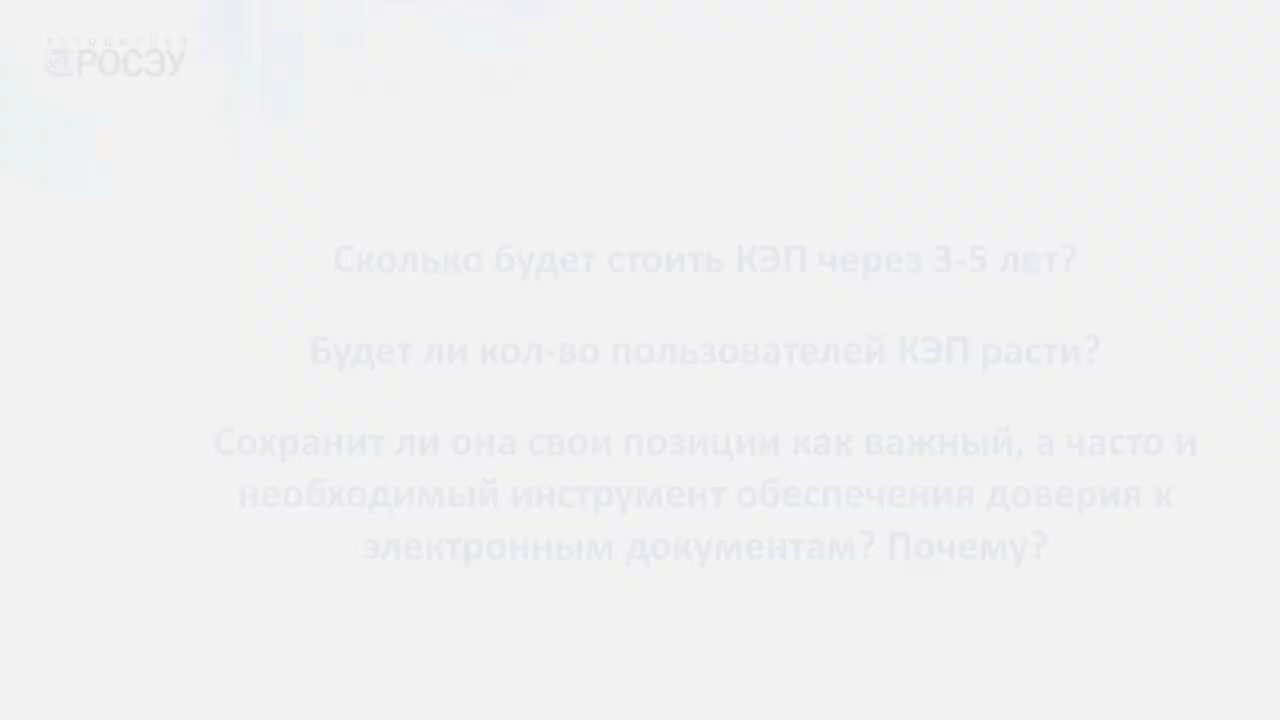 АССОЦИАЦИЯ
РОСЭУ
Сколько будет стоить КЭП через 3-5 лет?
Будет ли кол-во пользователей КЭП расти?
Сохранит ли она свои позиции как важный, а часто и
необходимый инструмент обеспечения доверия к
электронным документам? Почему?